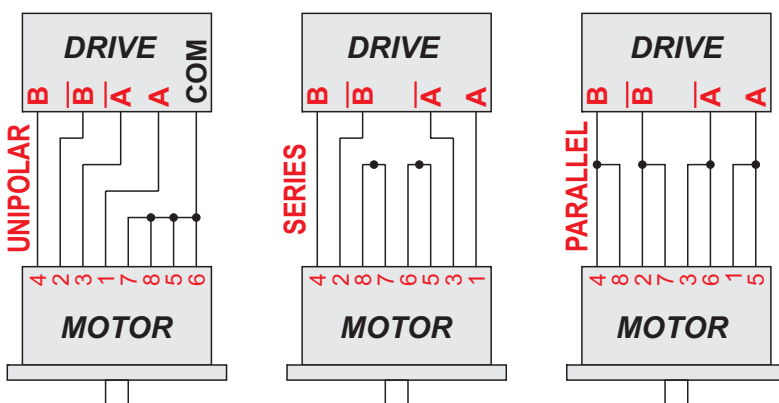 UNIPOLAR
DRIVE
B B̅ A̅ A COM
4 2 3 1 7 8 5 6
MOTOR
SERIES
DRIVE
B B̅ A̅ A
4 2 8 7 6 5 3 1
MOTOR
PARALLEL
DRIVE
B B̅ A̅ A
4 8 2 7 3 6 1 5
MOTOR